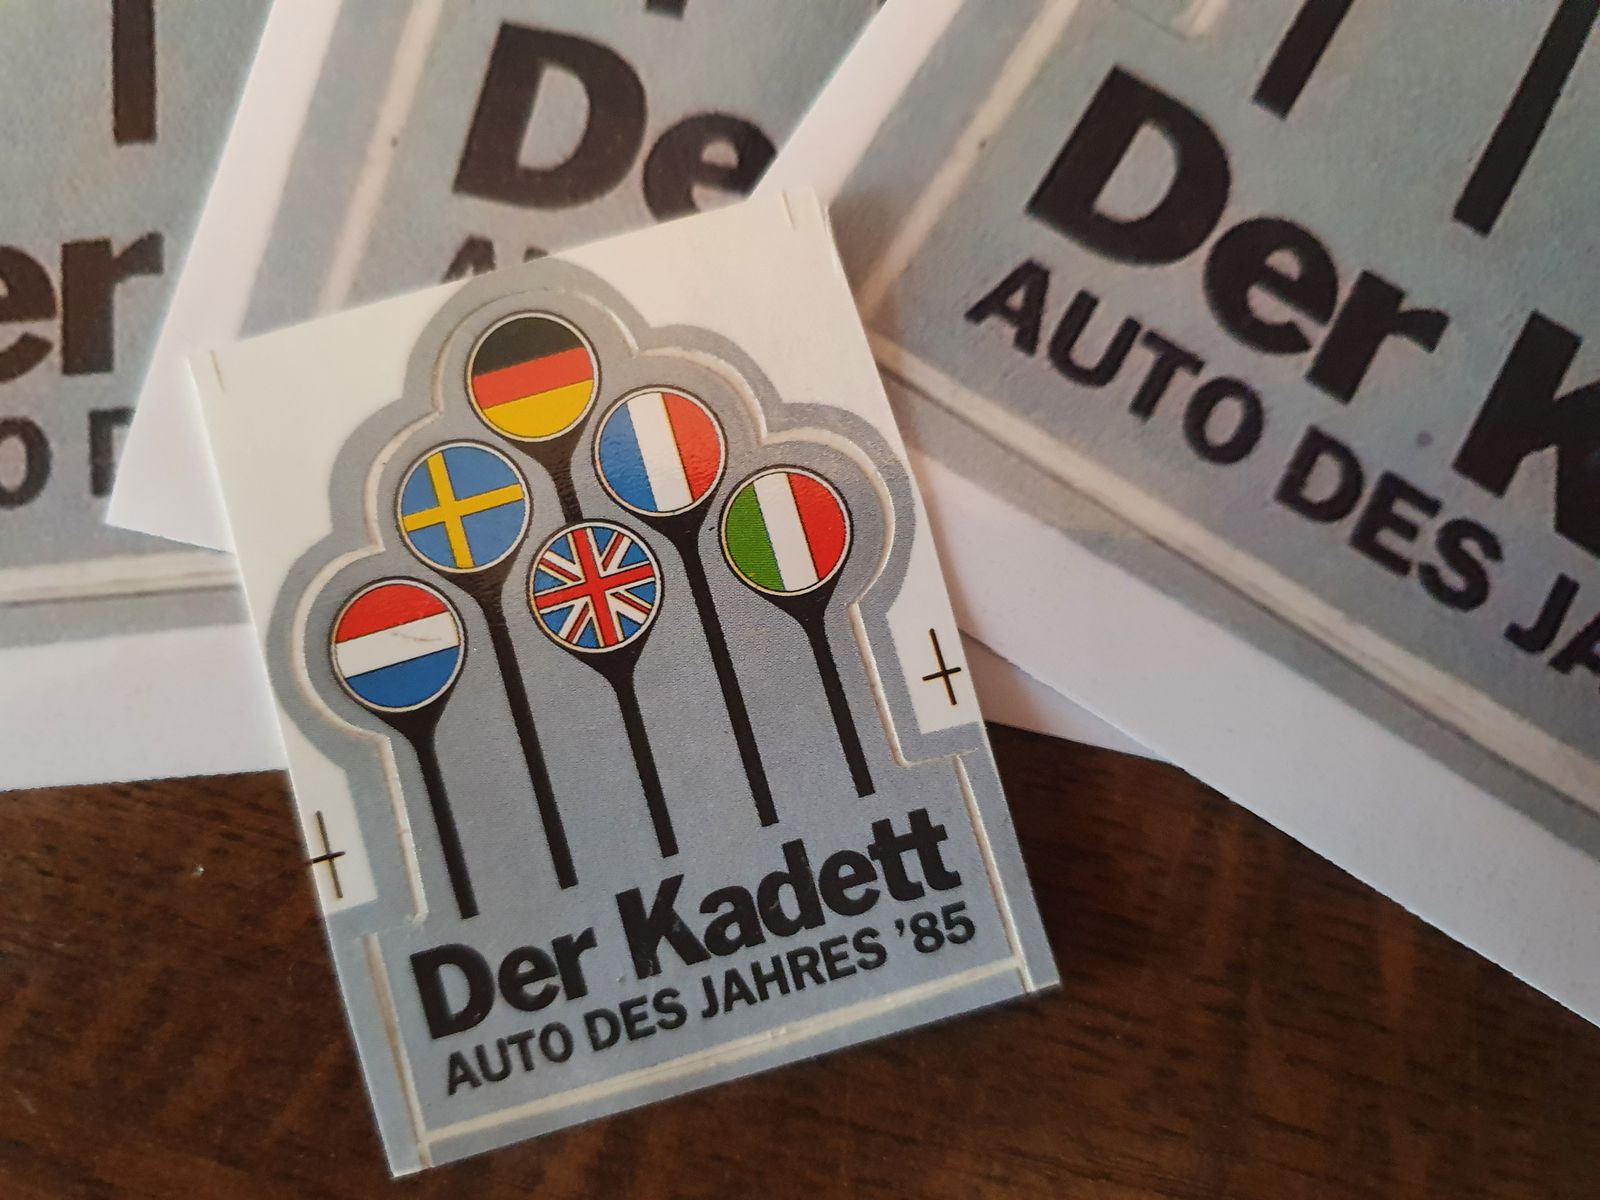 er
O D
De
Der K
AUTO DES JA
Der Kadett
AUTO DES JAHRES '85